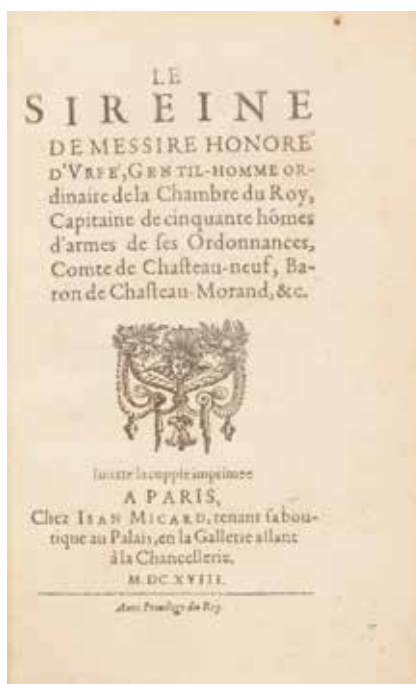 LE
SIREINE
DE MESSIRE HONORÉ
D'VRFÉ, GENTIL-HOMME OR-
dinaire de la Chambre du Roy,
Capitaine de cinquante hõmes
d'armes de ſes Ordonnances,
Comte de Chaſteau-neuf, Ba-
ron de Chaſteau-Morand, &c.
la coppie imprimee
A PARIS,
Chez IEAN MICARD, tenant ſa bou-
tique au Palais, en la Gallerie allant
à la Chancellerie.
M. DC XVIII.
Auec Priuilege du Roy.